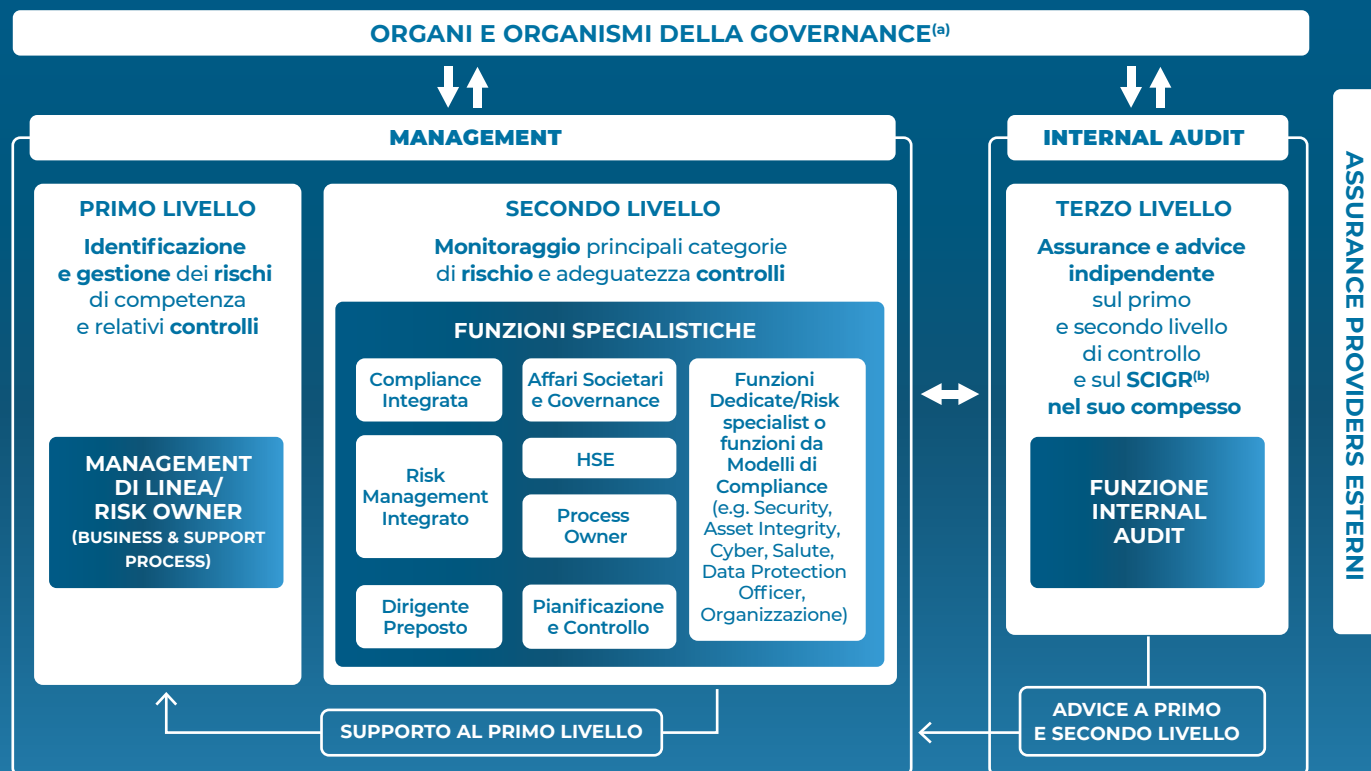 ORGANI E ORGANISMI DELLA GOVERNANCE(a)
MANAGEMENT
PRIMO LIVELLO
Identificazione
e gestione dei rischi
di competenza
e relativi controlli
MANAGEMENT
DI LINEA/
RISK OWNER
(BUSINESS & SUPPORT
PROCESS)
SECONDO LIVELLO
Monitoraggio principali categorie
di rischio e adeguatezza controlli
FUNZIONI SPECIALISTICHE
Compliance
Integrata
Risk
Management
Integrato
Dirigente
Preposto
Affari Societari
e Governance
HSE
Process
Owner
Pianificazione
e Controllo
Funzioni
Dedicate/Risk
specialist o
funzioni da
Modelli di
Compliance
(e.g. Security,
Asset Integrity,
Cyber, Salute,
Data Protection
Officer,
Organizzazione)
SUPPORTO AL PRIMO LIVELLO
INTERNAL AUDIT
TERZO LIVELLO
Assurance e advice
indipendente
sul primo
e secondo livello
di controllo
e sul SCIGR(b)
nel suo compesso
FUNZIONE
INTERNAL
AUDIT
ADVICE A PRIMO
E SECONDO LIVELLO
ASSURANCE PROVIDERS ESTERNI